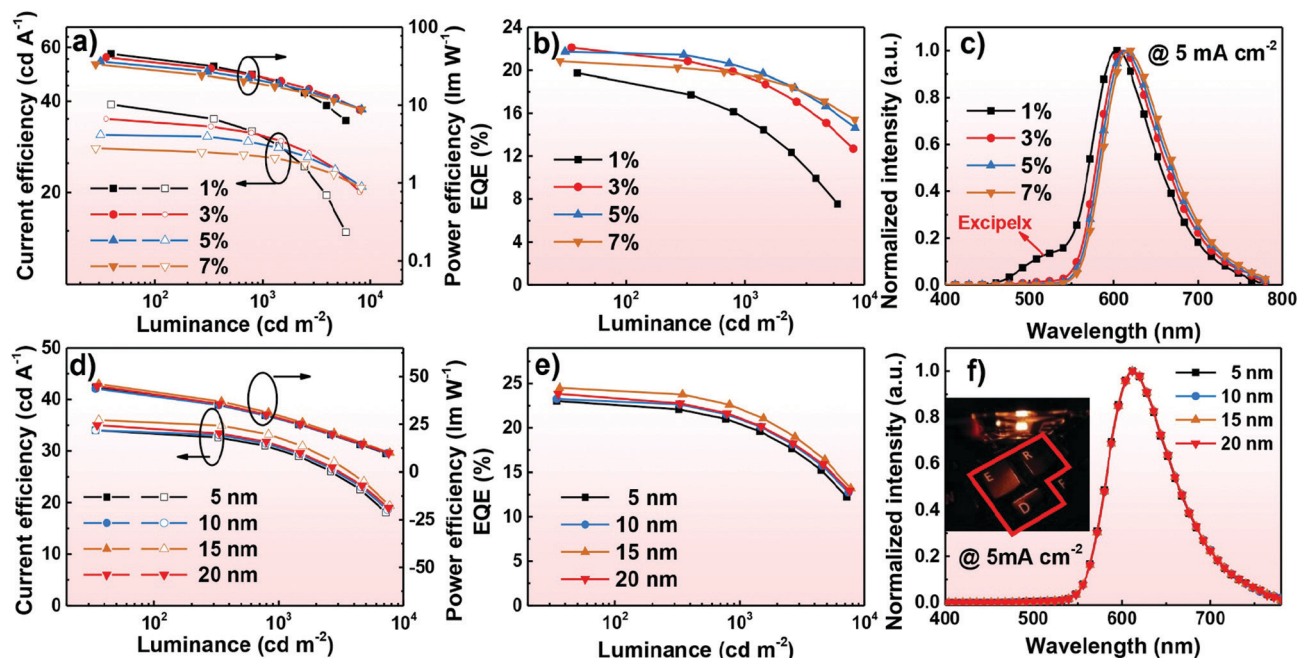 a)
Current efficiency (cd A⁻¹)
60
40
20
100
10
1
0.1
Power efficiency (lm W⁻¹)
1%
3%
5%
7%
10²
10³
10⁴
Luminance (cd m⁻²)
b)
EQE (%)
24
20
16
12
8
4
0
1%
3%
5%
7%
10²
10³
10⁴
Luminance (cd m⁻²)
c)
@ 5 mA cm⁻²
Normalized intensity (a.u.)
1.0
0.8
0.6
0.4
0.2
0.0
1%
3%
5%
7%
Excipelx
400
500
600
700
800
Wavelength (nm)
d)
Current efficiency (cd A⁻¹)
50
40
30
20
10
0
50
25
0
-25
-50
Power efficiency (lm W⁻¹)
5 nm
10 nm
15 nm
20 nm
10²
10³
10⁴
Luminance (cd m⁻²)
e)
EQE (%)
25
20
15
10
5
0
5 nm
10 nm
15 nm
20 nm
10²
10³
10⁴
Luminance (cd m⁻²)
f)
Normalized intensity (a.u.)
1.0
0.8
0.6
0.4
0.2
0.0
5 nm
10 nm
15 nm
20 nm
E
R
D
F
@ 5mA cm⁻²
400
500
600
700
Wavelength (nm)